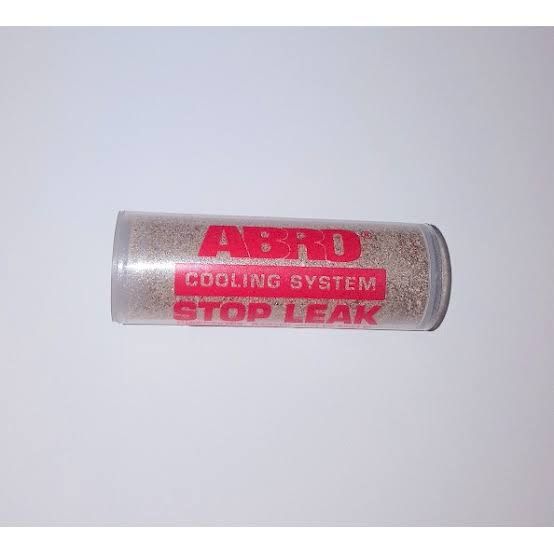 ABRO®
COOLING SYSTEM
STOP LEAK